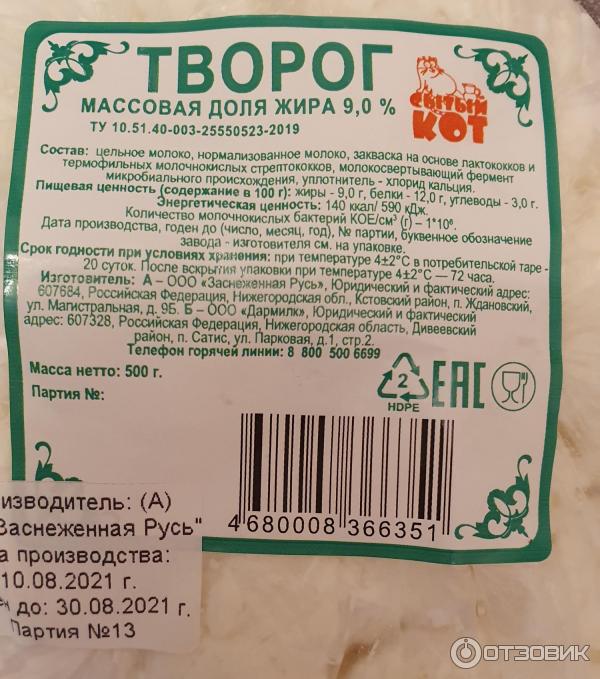 ТВОРОГ
МАССОВАЯ ДОЛЯ ЖИРА 9,0 %
ТУ 10.51.40-003-25550523-2019
СЫТЫЙ
КОТ
Состав: цельное молоко, нормализованное молоко, закваска на основе лактококков и
термофильных молочнокислых стрептококков, молокосвертывающий фермент
микробиального происхождения, уплотнитель - хлорид кальция.
Пищевая ценность (содержание в 100 г): жиры - 9,0 г, белки - 12,0 г, углеводы - 3,0 г.
Энергетическая ценность: 140 ккал/ 590 кДж.
Количество молочнокислых бактерий КОЕ/см³ (г) – 1*10⁶.
Дата производства, годен до (число, месяц, год), № партии, буквенное обозначение
завода - изготовителя см. на упаковке.
Срок годности при условиях хранения: при температуре 4±2°С в потребительской таре -
20 суток. После вскрытия упаковки при температуре 4±2°С — 72 часа.
Изготовитель: А – ООО «Заснеженная Русь», Юридический и фактический адрес:
607684, Российская Федерация, Нижегородская обл., Кстовский район, п. Ждановский,
ул. Магистральная, д. 9Б. Б – ООО «Дармилк», Юридический и фактический
адрес: 607328, Российская Федерация, Нижегородская область, Дивеевский
район, п. Сатис, ул. Парковая, д.1, стр.2.
Телефон горячей линии: 8 800 500 6699
Масса нетто: 500 г.
Партия №:
2
HDPE
ЕАС
4 680008 366351
изводитель: (А)
Заснеженная Русь"
а производства:
10.08.2021 г.
ен до: 30.08.2021 г.
Партия №13
ОТЗОВИК